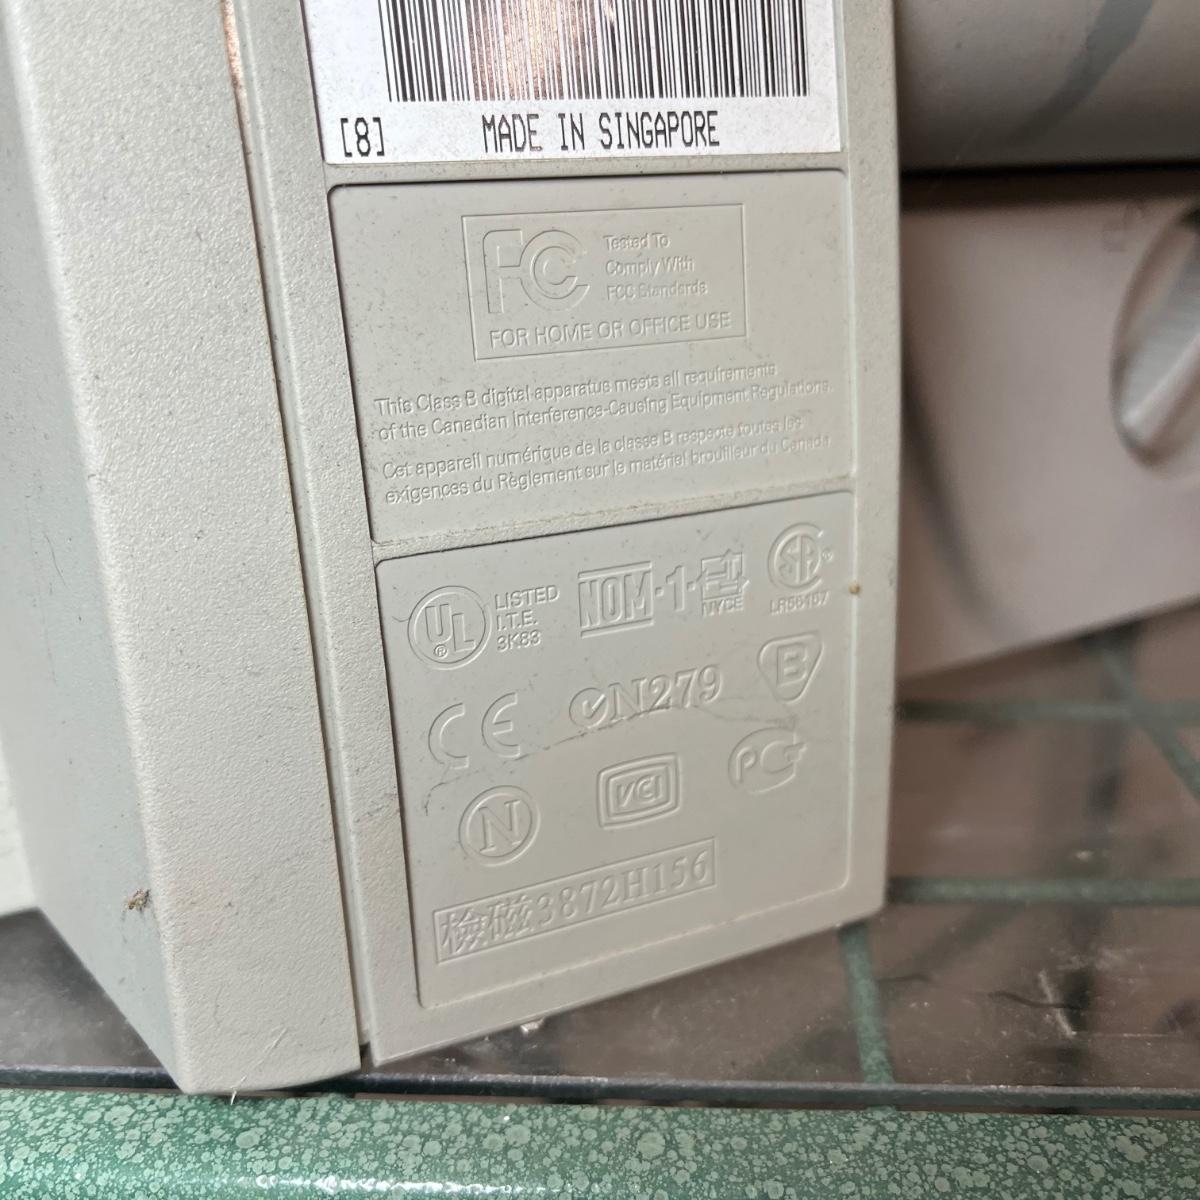 [8] MADE IN SINGAPORE
FC Tested To
Comply With
FCC Standards
FOR HOME OR OFFICE USE
This Class B digital apparatus meets all requirements
of the Canadian Interference-Causing Equipment Regulations.
Cet appareil numérique de la classe B respecte toutes les
exigences du Règlement sur le matériel brouilleur du Canada
UL ® LISTED
I.T.E.
3K83
NOM-1-
NYCE
SA ®
LR56157
CE N279 B
N VCI PG
検磁3872H156